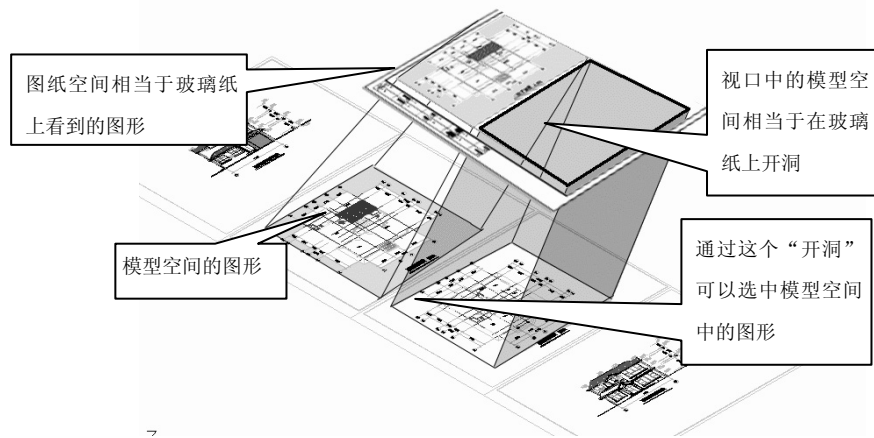 图纸空间相当于玻璃纸
上看到的图形
视口中的模型空
间相当于在玻璃
纸上开洞
模型空间的图形
通过这个“开洞”
可以选中模型空间
中的图形